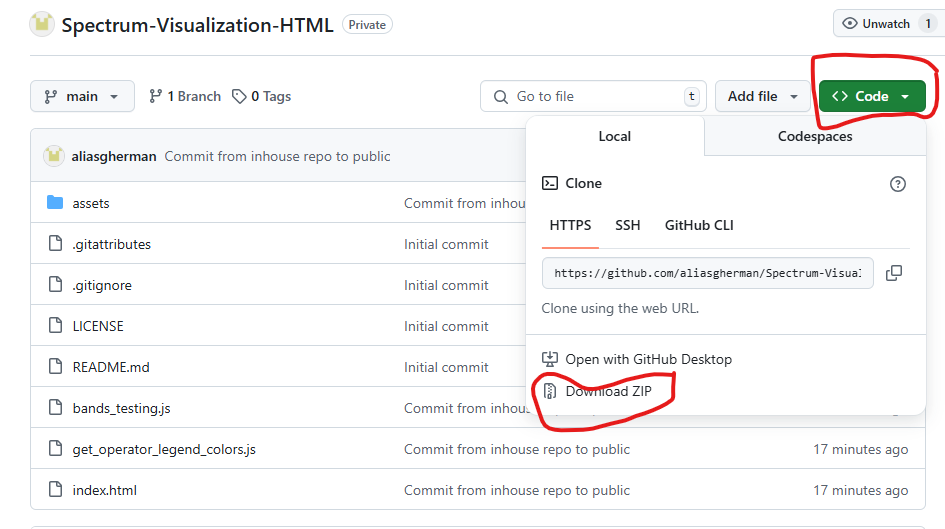 Spectrum-Visualization-HTML Private
Unwatch 1
main 1 Branch 0 Tags Go to file t Add file <> Code
aliasgherman Commit from inhouse repo to public
Local Codespaces
Clone
HTTPS SSH GitHub CLI
https://github.com/aliasgherman/Spectrum-Visual
Clone using the web URL.
Open with GitHub Desktop
Download ZIP
assets Commit from inhou
.gitattributes Initial commit
.gitignore Initial commit
LICENSE Initial commit
README.md Initial commit
bands_testing.js Commit from inhou
get_operator_legend_colors.js Commit from inhouse repo to public 17 minutes ago
index.html Commit from inhouse repo to public 17 minutes ago